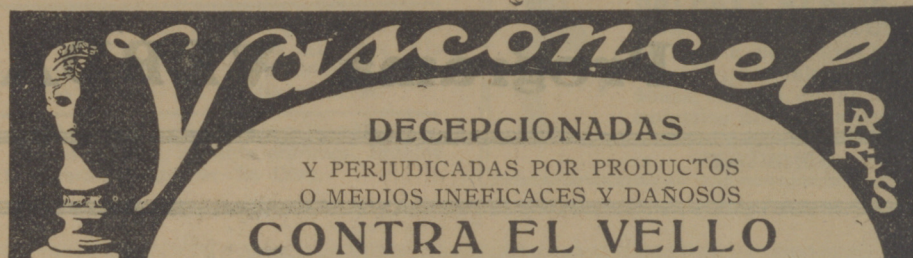 Vasconcel
PARIS
DECEPCIONADAS
Y PERJUDICADAS POR PRODUCTOS
O MEDIOS INEFICACES Y DAÑOSOS
CONTRA EL VELLO